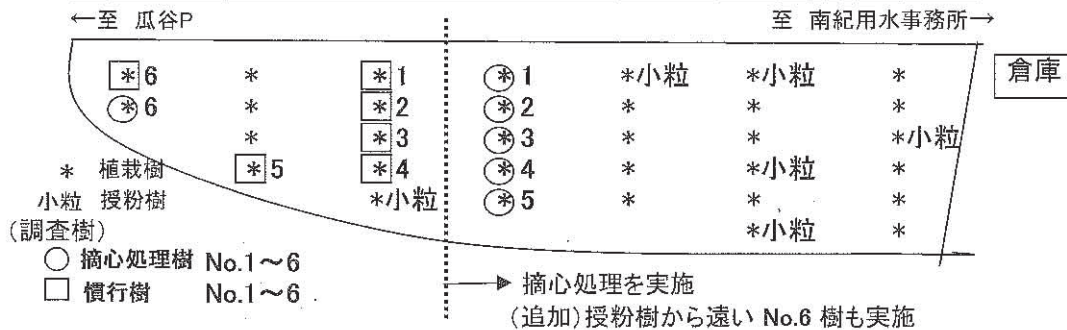 ←至 瓜谷P 至 南紀用水事務所→
*6 * *1 *1 *小粒 *小粒 * 倉庫
*6 * *2 *2 * * *
* *3 *3 * * *小粒
* 植栽樹 *5 *4 *4 * *小粒 *
小粒 授粉樹 *小粒 *5 * * *
(調査樹) *小粒 *
○ 摘心処理樹 No.1～6
□ 慣行樹 No.1～6
→ 摘心処理を実施
(追加)授粉樹から遠い No.6 樹も実施